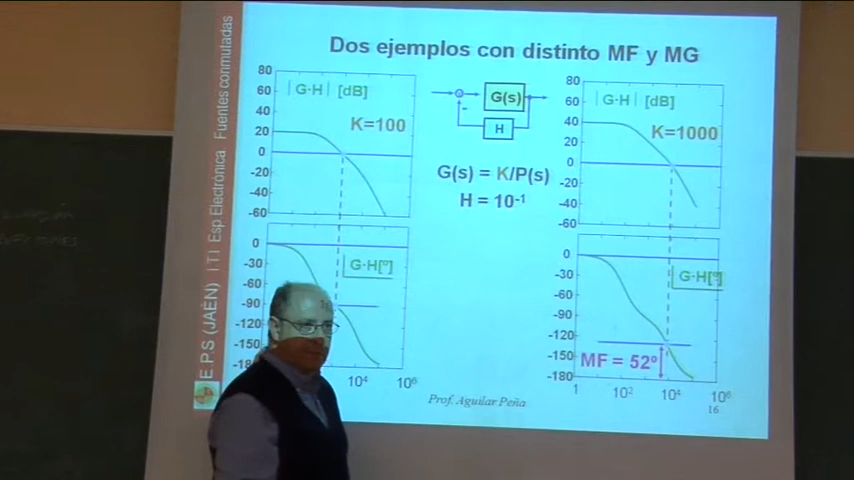 Dos ejemplos con distinto MF y MG
E P S (JAÉN) I T I Esp Electrónica Fuentes conmutadas
80
60
40
20
0
-20
-40
-60
|G·H| [dB]
K=100
G(s)
-
H
G(s) = K/P(s)
H = 10-1
80
60
40
20
0
-20
-40
-60
|G·H| [dB]
K=1000
0
-30
-60
-90
-120
-150
-18
G·H[º]
104
106
0
-30
-60
-90
-120
-150
-180
G·H[º]
MF = 52º
1
102
104
106
Prof. Aguilar Peña
16